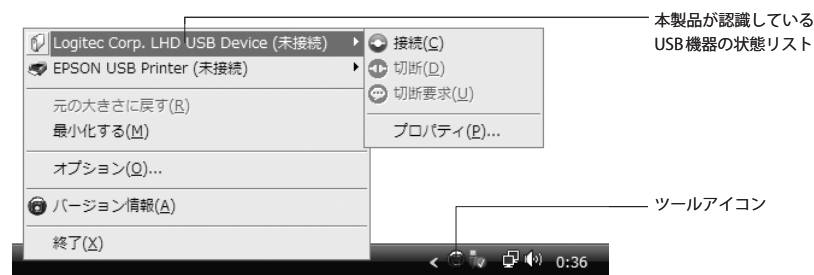 本製品が認識している
USB機器の状態リスト
Logitec Corp. LHD USB Device (未接続)
EPSON USB Printer (未接続)
元の大きさに戻す(R)
最小化する(M)
オプション(O)...
バージョン情報(A)
終了(X)
接続(C)
切断(D)
切断要求(U)
プロパティ(P)...
ツールアイコン
0:36